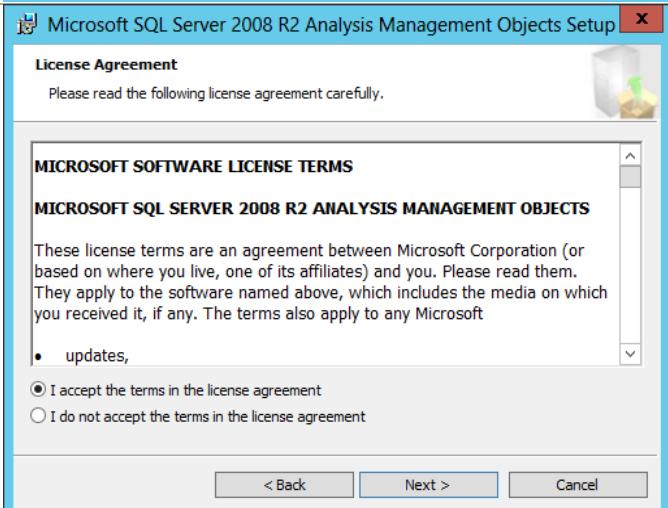 Microsoft SQL Server 2008 R2 Analysis Management Objects Setup
License Agreement
Please read the following license agreement carefully.
MICROSOFT SOFTWARE LICENSE TERMS
MICROSOFT SQL SERVER 2008 R2 ANALYSIS MANAGEMENT OBJECTS
These license terms are an agreement between Microsoft Corporation (or
based on where you live, one of its affiliates) and you. Please read them.
They apply to the software named above, which includes the media on which
you received it, if any. The terms also apply to any Microsoft
• updates,
I accept the terms in the license agreement
I do not accept the terms in the license agreement
< Back Next > Cancel